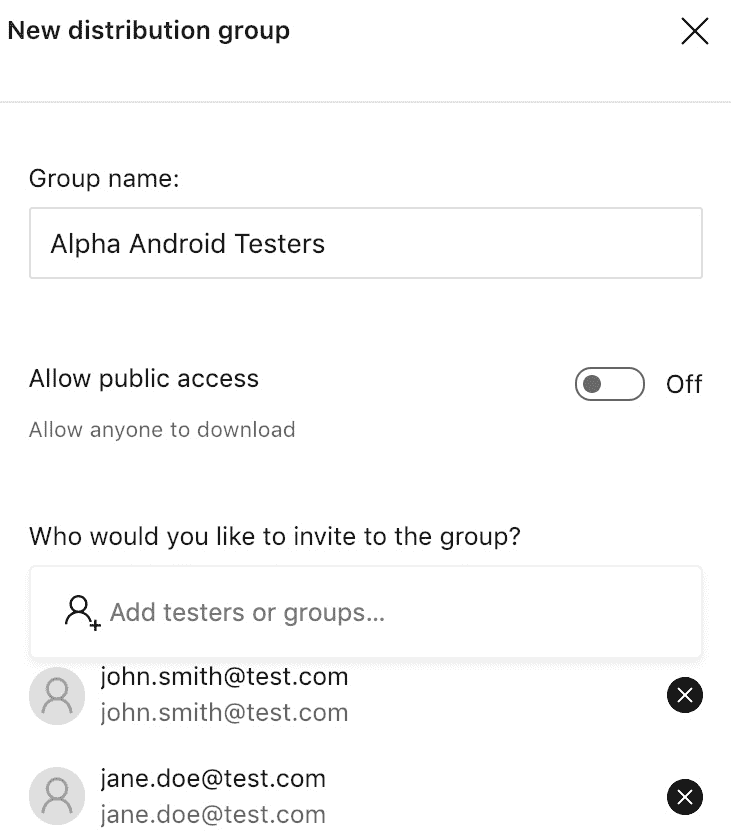 New distribution group
Group name:
Alpha Android Testers
Allow public access
Off
Allow anyone to download
Who would you like to invite to the group?
Add testers or groups...
john.smith@test.com
john.smith@test.com
jane.doe@test.com
jane.doe@test.com